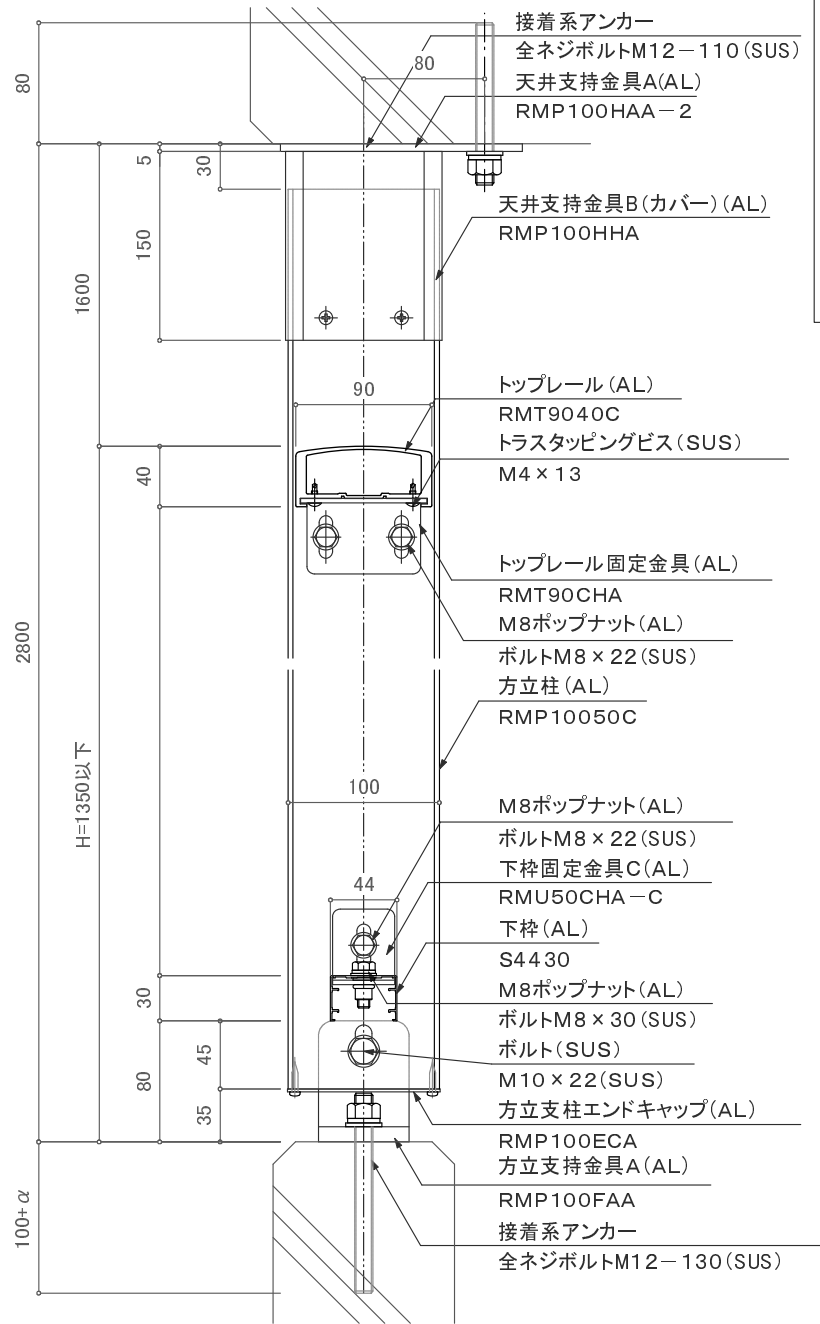 接着系アンカー
全ネジボルトM12－110(SUS)
天井支持金具A(AL)
RMP100HAA－2
天井支持金具B(カバー)(AL)
RMP100HHA
トップレール(AL)
RMT9040C
トラスタッピングビス(SUS)
M4×13
トップレール固定金具(AL)
RMT90CHA
M8ポップナット(AL)
ボルトM8×22(SUS)
方立柱(AL)
RMP10050C
M8ポップナット(AL)
ボルトM8×22(SUS)
下枠固定金具C(AL)
RMU50CHA－C
下枠(AL)
S4430
M8ポップナット(AL)
ボルトM8×30(SUS)
ボルト(SUS)
M10×22(SUS)
方立支柱エンドキャップ(AL)
RMP100ECA
方立支持金具A(AL)
RMP100FAA
接着系アンカー
全ネジボルトM12－130(SUS)
80
80
5
30
150
1600
90
40
2800
H=1350以下
100
44
30
45
80
35
100+α